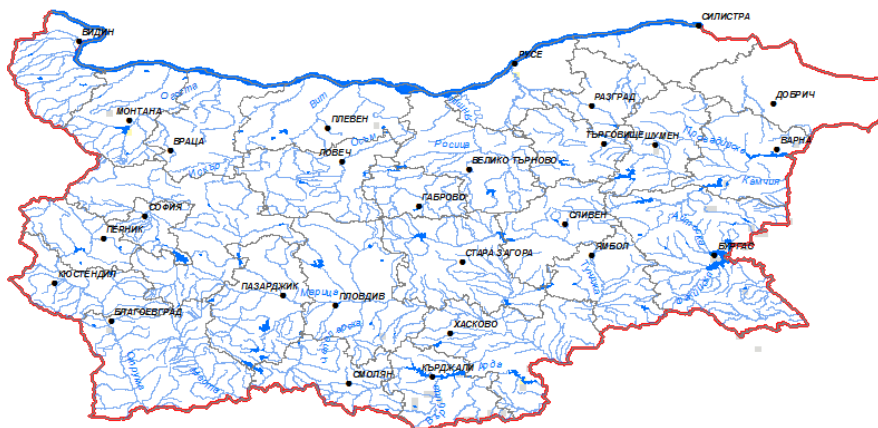 СИЛИСТРА
ВИДИН
РУСЕ
Огоста
Вит
РАЗГРАД
ДОБРИЧ
МОНТАНА
ПЛЕВЕН
Осъм
Росица
ТЪРГОВИЩЕ
ШУМЕН
Провадийска
ВАРНА
ВРАЦА
ЛОВЕЧ
ВЕЛИКО ТЪРНОВО
Искър
Камчия
ГАБРОВО
СОФИЯ
СЛИВЕН
ПЕРНИК
ЯМБОЛ
БУРГАС
СТАРА ЗАГОРА
Тунджа
КЮСТЕНДИЛ
ПАЗАРДЖИК
Марица
ПЛОВДИВ
БЛАГОЕВГРАД
ХАСКОВО
Струма
Места
СМОЛЯН
КЪРДЖАЛИ